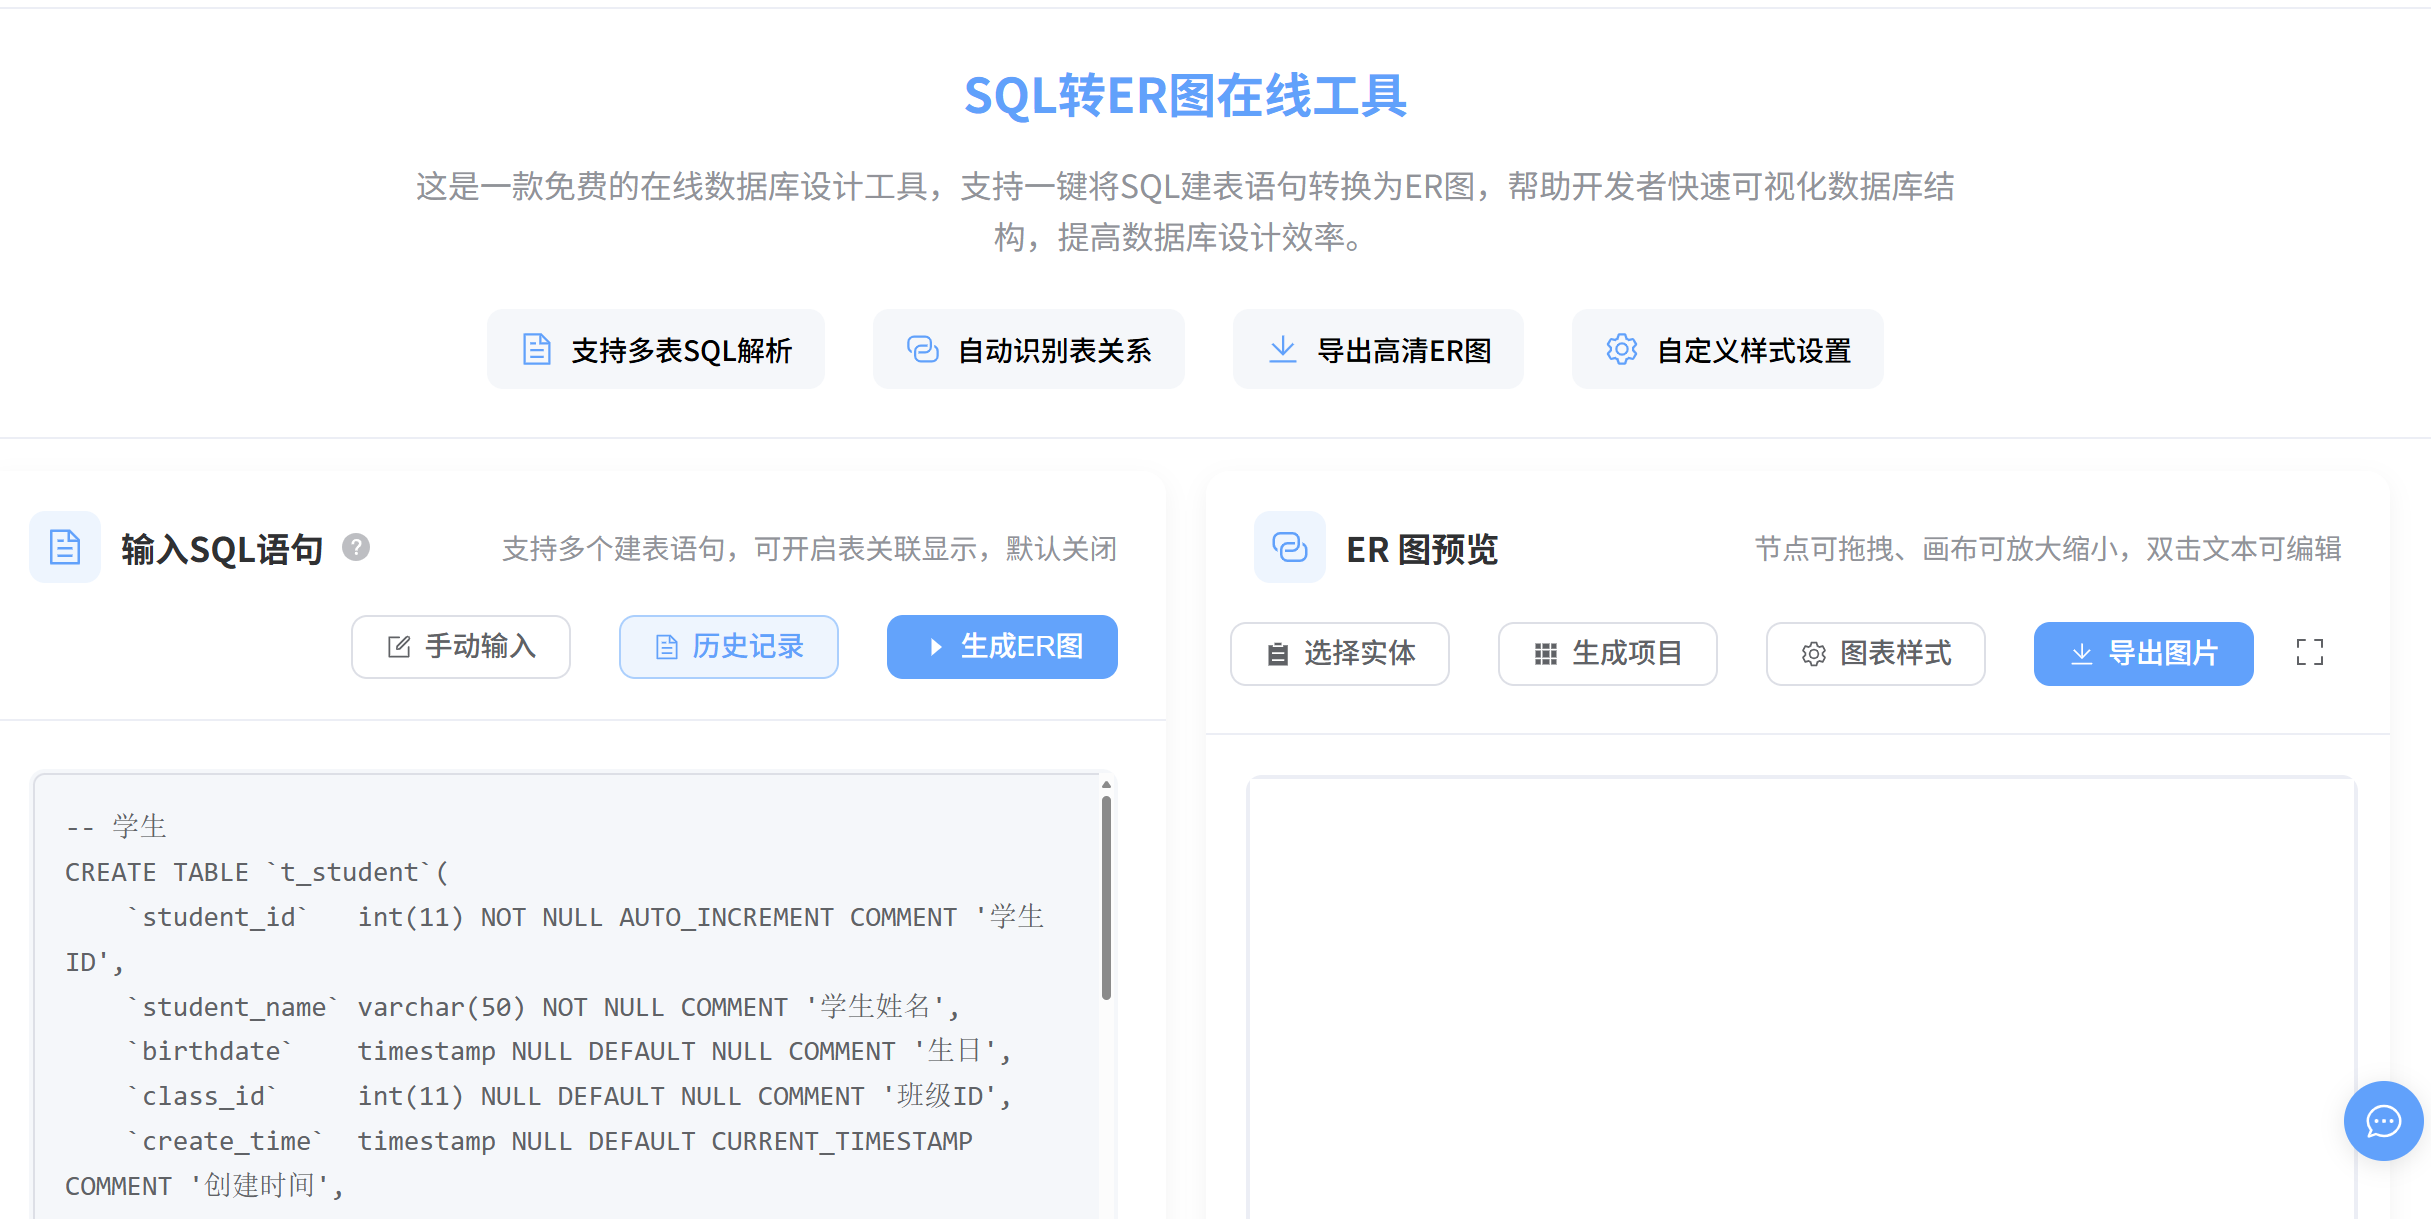 SQL转ER图在线工具
这是一款免费的在线数据库设计工具，支持一键将SQL建表语句转换为ER图，帮助开发者快速可视化数据库结
构，提高数据库设计效率。
支持多表SQL解析
自动识别表关系
导出高清ER图
自定义样式设置
输入SQL语句 ?
支持多个建表语句，可开启表关联显示，默认关闭
手动输入
历史记录
生成ER图
-- 学生
CREATE TABLE `t_student`(
    `student_id`   int(11) NOT NULL AUTO_INCREMENT COMMENT '学生
ID',
    `student_name` varchar(50) NOT NULL COMMENT '学生姓名',
    `birthdate`    timestamp NULL DEFAULT NULL COMMENT '生日',
    `class_id`     int(11) NULL DEFAULT NULL COMMENT '班级ID',
    `create_time`  timestamp NULL DEFAULT CURRENT_TIMESTAMP
COMMENT '创建时间',
ER 图预览
节点可拖拽、画布可放大缩小，双击文本可编辑
选择实体
生成项目
图表样式
导出图片